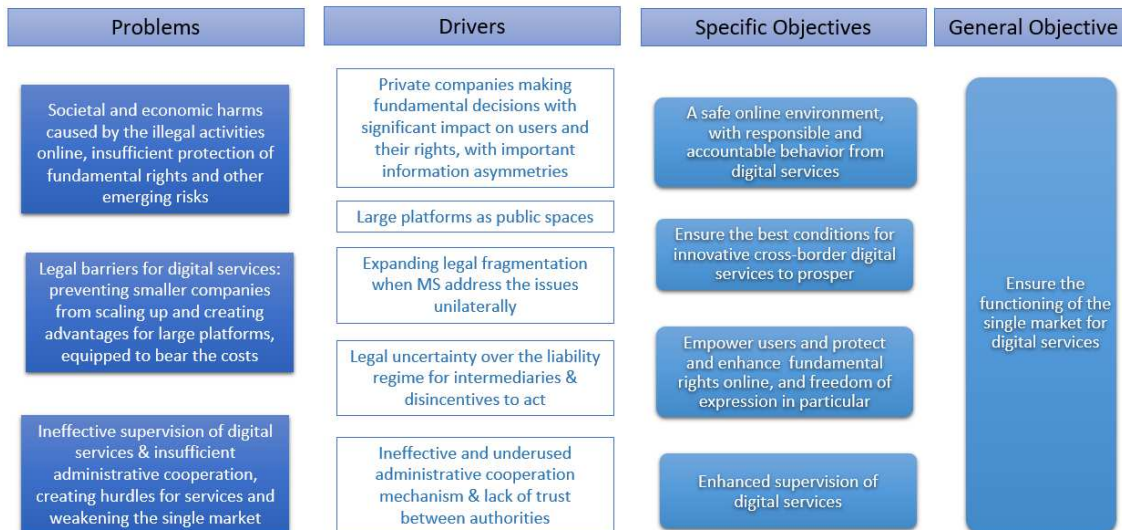 Problems
Societal and economic harms
caused by the illegal activities
online, insufficient protection of
fundamental rights and other
emerging risks
Legal barriers for digital services:
preventing smaller companies
from scaling up and creating
advantages for large platforms,
equipped to bear the costs
Ineffective supervision of digital
services & insufficient
administrative cooperation,
creating hurdles for services and
weakening the single market
Drivers
Private companies making
fundamental decisions with
significant impact on users and
their rights, with important
information asymmetries
Large platforms as public spaces
Expanding legal fragmentation
when MS address the issues
unilaterally
Legal uncertainty over the liability
regime for intermediaries &
disincentives to act
Ineffective and underused
administrative cooperation
mechanism & lack of trust
between authorities
Specific Objectives
A safe online environment,
with responsible and
accountable behavior from
digital services
Ensure the best conditions for
innovative cross-border digital
services to prosper
Empower users and protect
and enhance fundamental
rights online, and freedom of
expression in particular
Enhanced supervision of
digital services
General Objective
Ensure the
functioning of the
single market for
digital services